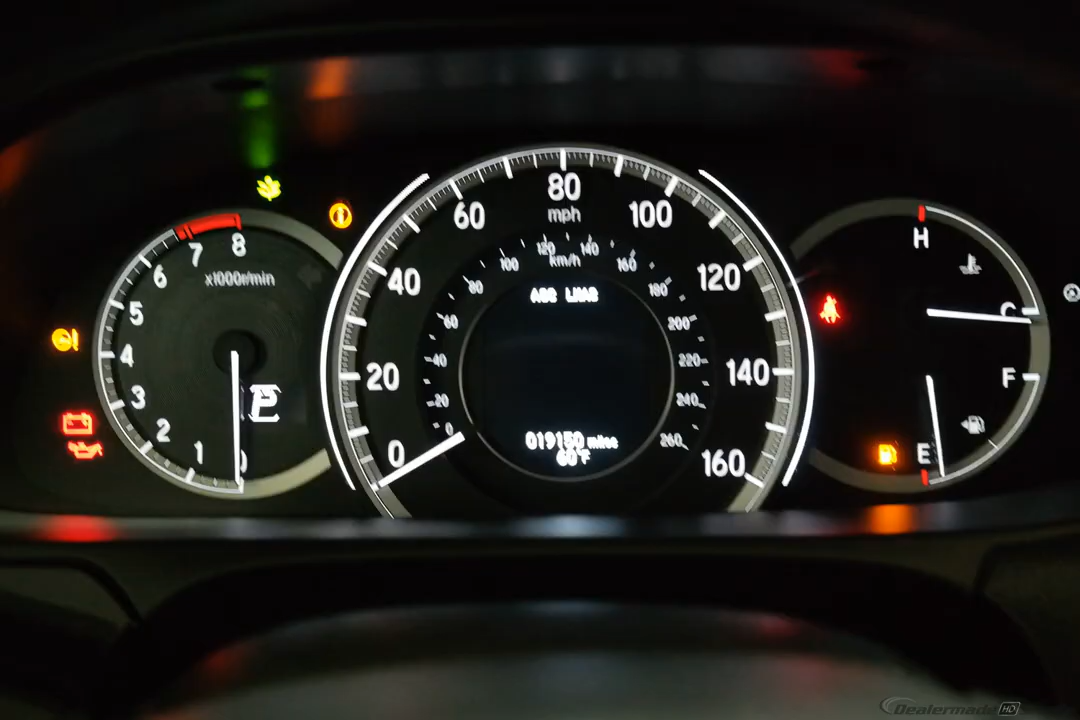 0 1 2 3 4 5 6 7 8
x1000r/min
P
0 20 40 60 80 100 120 140 160
mph
0 20 40 60 80 100 120 140 160 180 200 220 240 260
km/h
019150 miles
60°F
H
C
F
E
Dealermade HD